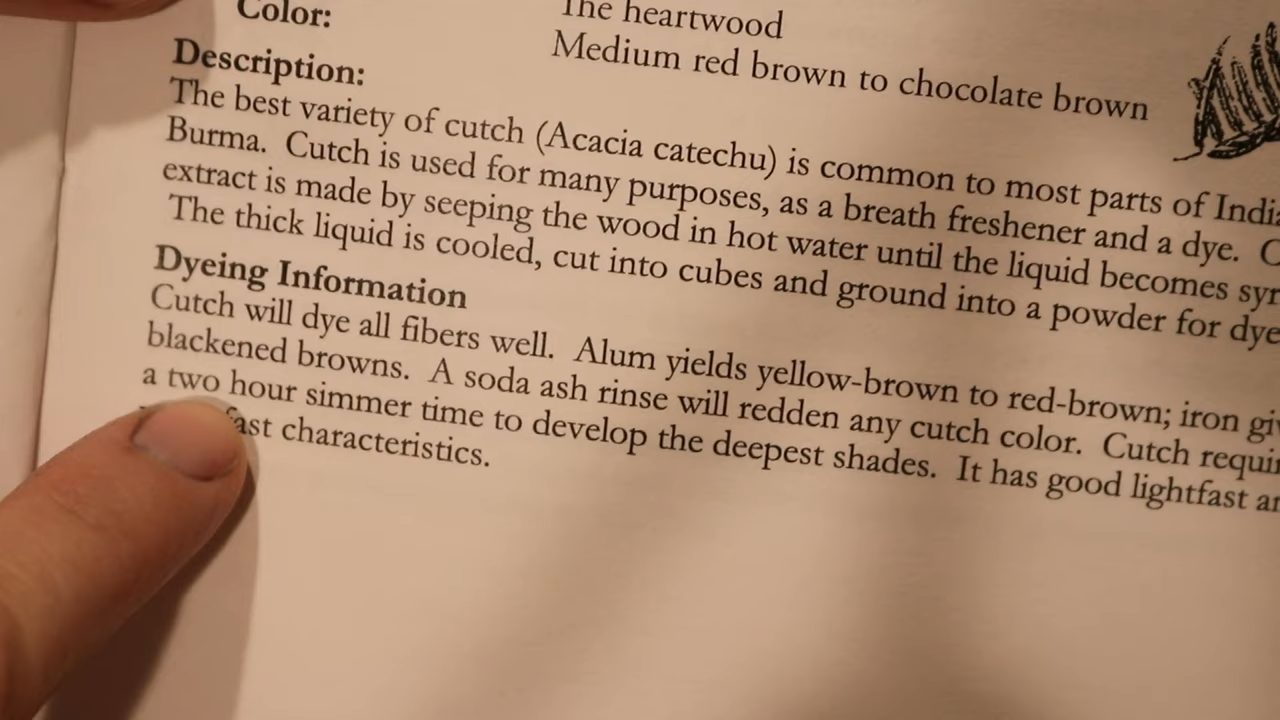 The heartwood
Color:
Medium red brown to chocolate brown
Description:
The best variety of cutch (Acacia catechu) is common to most parts of
Burma. Cutch is used for many purposes, as a breath freshener and a dye.
extract is made by seeping the wood in hot water until the liquid becomes
The thick liquid is cooled, cut into cubes and ground into a powder for
Dyeing Information
Cutch will dye all fibers well. Alum yields yellow-brown to red-brown; iron
blackened browns. A soda ash rinse will redden any cutch color. Cutch
a two hour simmer time to develop the deepest shades. It has good lightfast
fast characteristics.